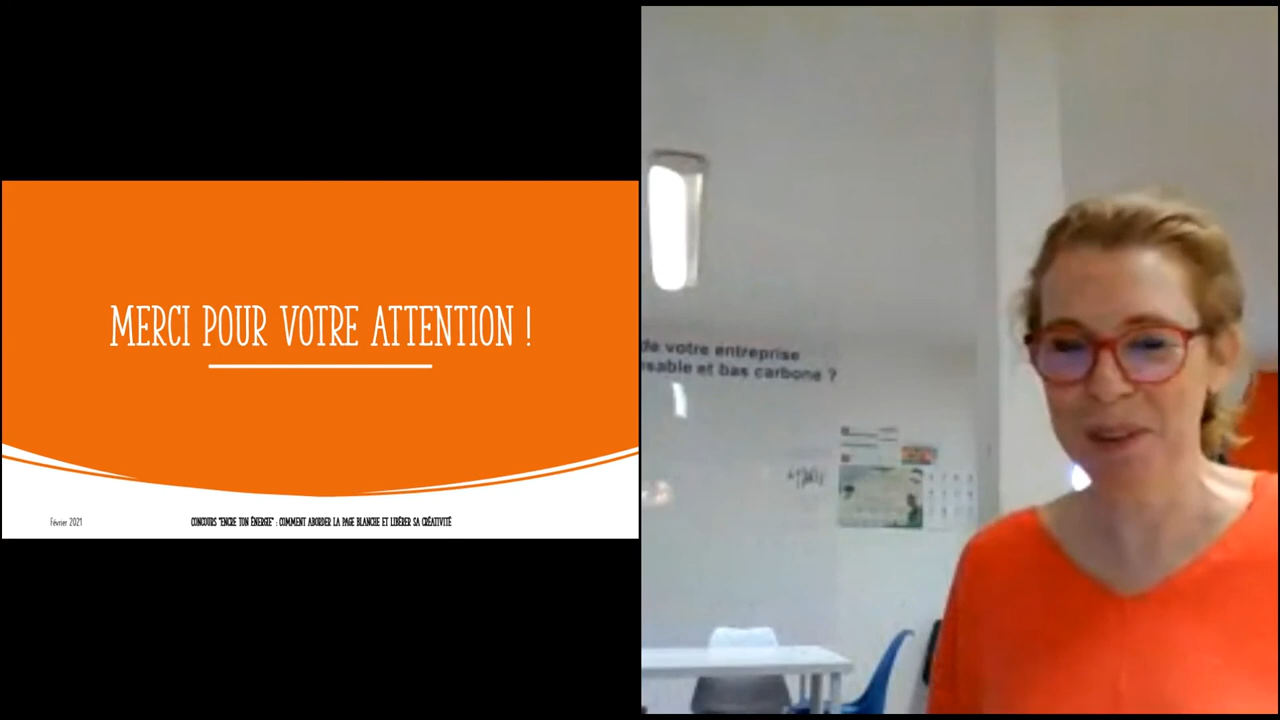 MERCI POUR VOTRE ATTENTION !
Février 2021
CONCOURS "ENCRE TON ÉNERGIE" : COMMENT ABORDER LA PAGE BLANCHE ET LIBÉRER SA CRÉATIVITÉ
de votre entreprise
sable et bas carbone ?